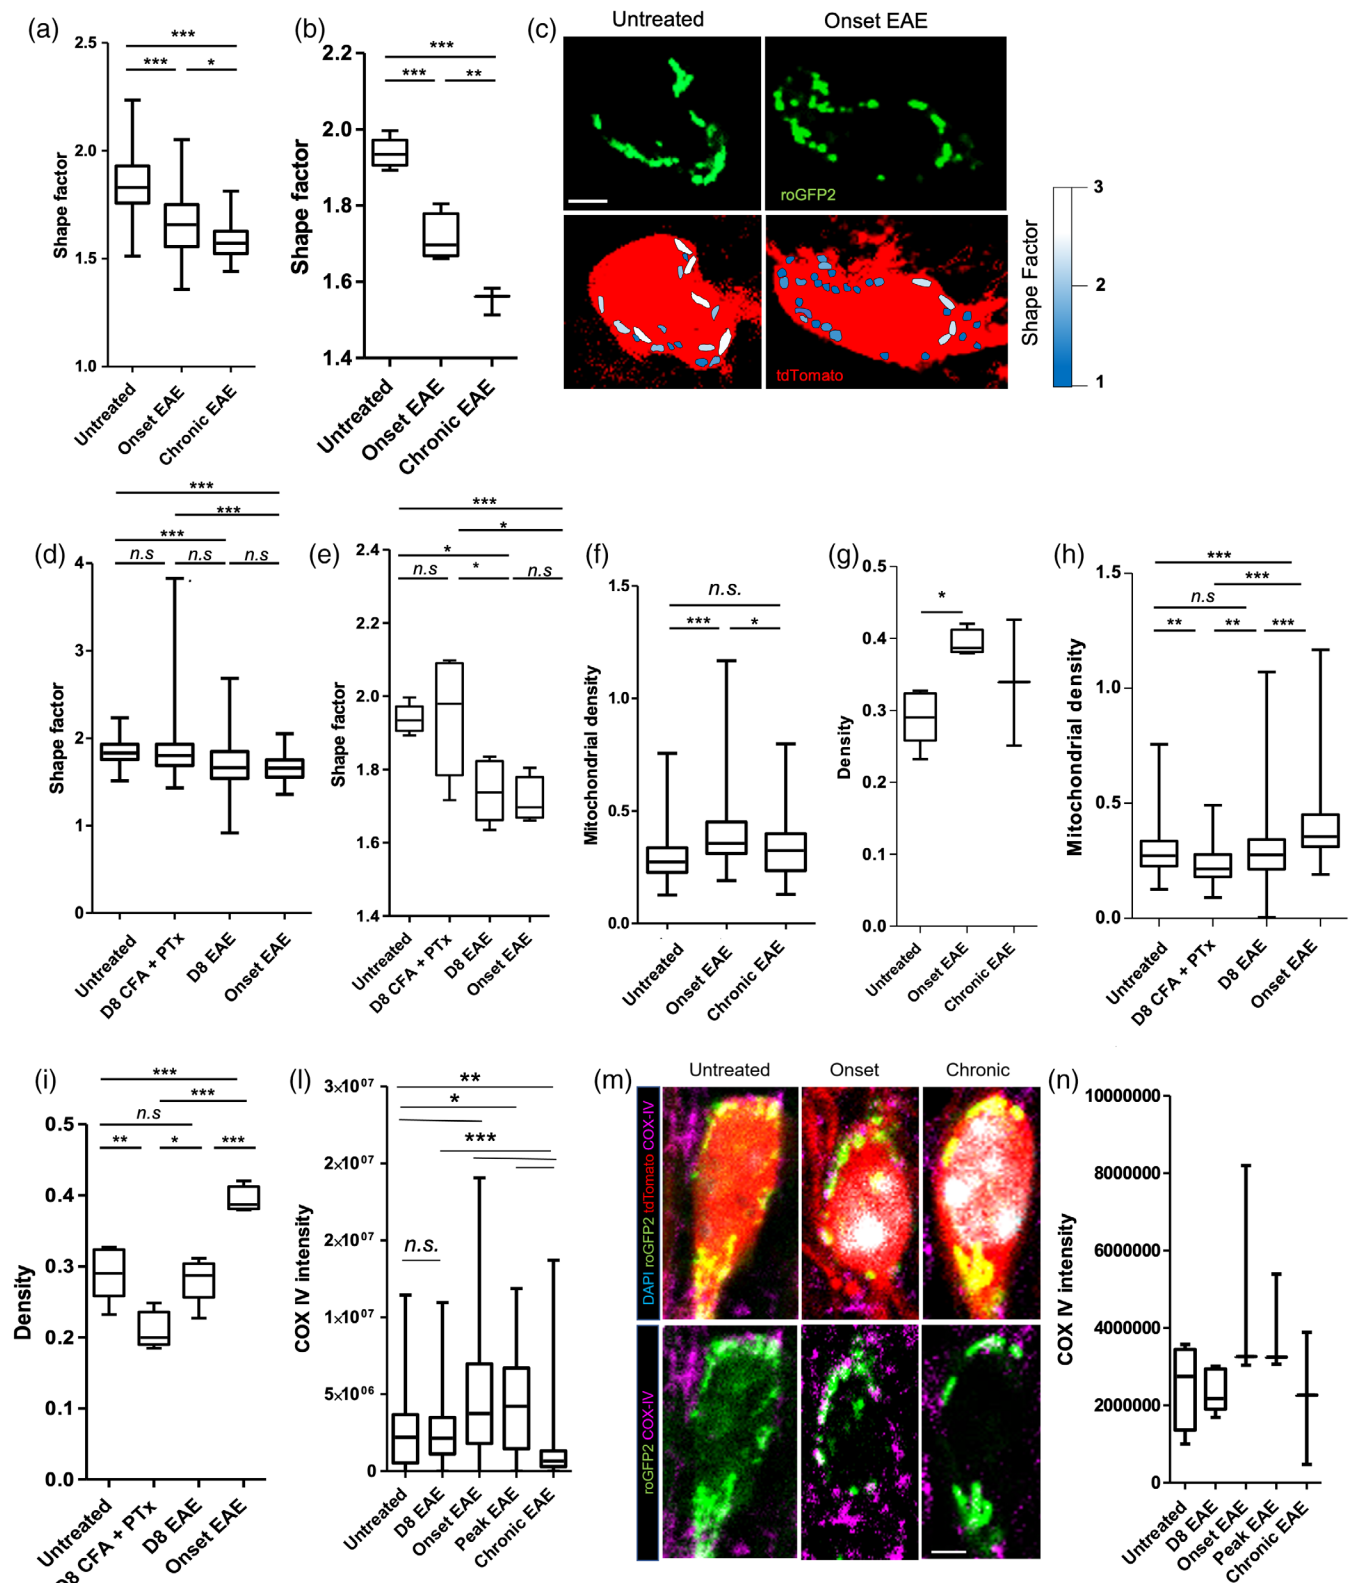 (a)
***
***
*
2.5
2.0
1.5
1.0
Shape factor
Untreated
Onset EAE
Chronic EAE
(b)
***
***
**
2.2
2.0
1.8
1.6
1.4
Shape factor
Untreated
Onset EAE
Chronic EAE
(c)
Untreated
Onset EAE
roGFP2
tdTomato
Shape Factor
3
2
1
(d)
***
***
***
n.s
n.s
n.s
4
3
2
1
0
Shape factor
Untreated
D8 CFA + PTx
D8 EAE
Onset EAE
(e)
***
*
*
n.s
*
n.s
2.4
2.2
2.0
1.8
1.6
1.4
Shape factor
Untreated
D8 CFA + PTx
D8 EAE
Onset EAE
(f)
n.s.
***
*
1.5
1.0
0.5
0.0
Mitochondrial density
Untreated
Onset EAE
Chronic EAE
(g)
*
0.5
0.4
0.3
0.2
0.1
0.0
Density
Untreated
Onset EAE
Chronic EAE
(h)
***
***
n.s
**
**
***
1.5
1.0
0.5
0.0
Mitochondrial density
Untreated
D8 CFA + PTx
D8 EAE
Onset EAE
(i)
***
***
n.s
**
*
***
0.5
0.4
0.3
0.2
0.1
0.0
Density
Untreated
D8 CFA + PTx
D8 EAE
Onset EAE
(l)
**
*
***
n.s.
3×10⁰⁷
2×10⁰⁷
2×10⁰⁷
1×10⁰⁷
5×10⁰⁶
0
COX IV intensity
Untreated
D8 EAE
Onset EAE
Peak EAE
Chronic EAE
(m)
Untreated
Onset
Chronic
DAPI roGFP2 tdTomato COX-IV
roGFP2 COX-IV
(n)
10000000
8000000
6000000
4000000
2000000
0
COX IV intensity
Untreated
D8 EAE
Onset EAE
Peak EAE
Chronic EAE